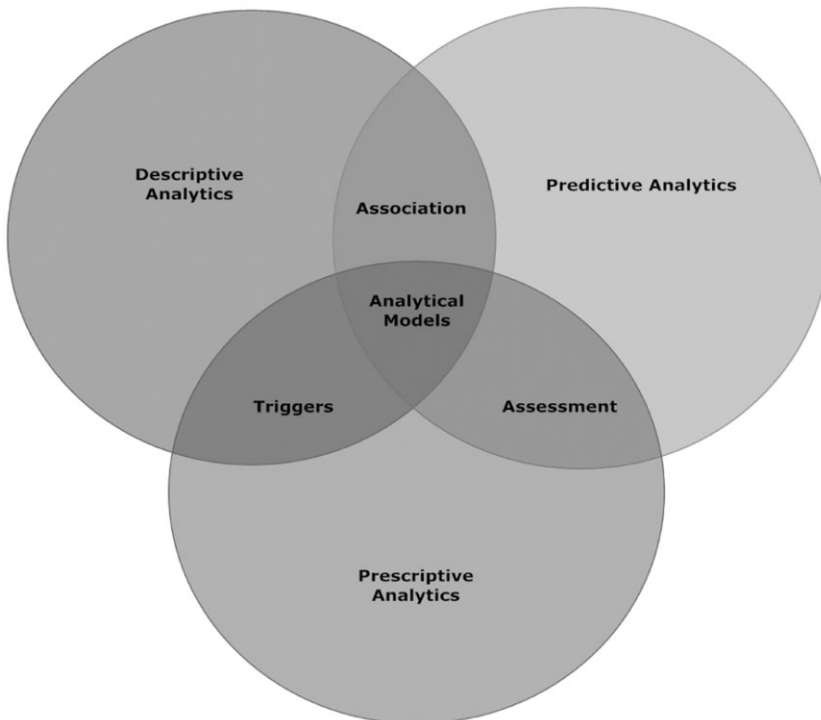 Descriptive
Analytics
Predictive Analytics
Association
Analytical
Models
Triggers
Assessment
Prescriptive
Analytics